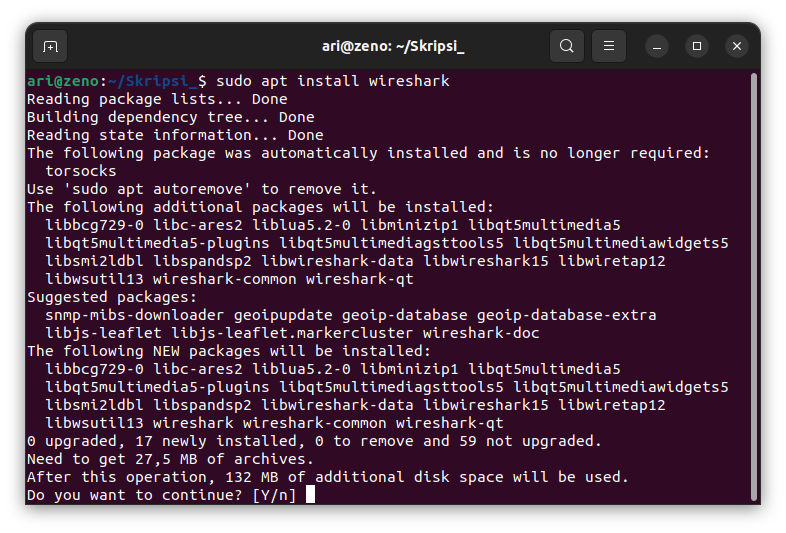 ari@zeno: ~/Skripsi_
ari@zeno:~/Skripsi_$ sudo apt install wireshark
Reading package lists... Done
Building dependency tree... Done
Reading state information... Done
The following package was automatically installed and is no longer required:
  torsocks
Use 'sudo apt autoremove' to remove it.
The following additional packages will be installed:
  libbcg729-0 libc-ares2 liblua5.2-0 libminizip1 libqt5multimedia5
  libqt5multimedia5-plugins libqt5multimediagsttools5 libqt5multimediawidgets5
  libsmi2ldbl libspandsp2 libwireshark-data libwireshark15 libwiretap12
  libwsutil13 wireshark-common wireshark-qt
Suggested packages:
  snmp-mibs-downloader geoipupdate geoip-database geoip-database-extra
  libjs-leaflet libjs-leaflet.markercluster wireshark-doc
The following NEW packages will be installed:
  libbcg729-0 libc-ares2 liblua5.2-0 libminizip1 libqt5multimedia5
  libqt5multimedia5-plugins libqt5multimediagsttools5 libqt5multimediawidgets5
  libsmi2ldbl libspandsp2 libwireshark-data libwireshark15 libwiretap12
  libwsutil13 wireshark wireshark-common wireshark-qt
0 upgraded, 17 newly installed, 0 to remove and 59 not upgraded.
Need to get 27,5 MB of archives.
After this operation, 132 MB of additional disk space will be used.
Do you want to continue? [Y/n]